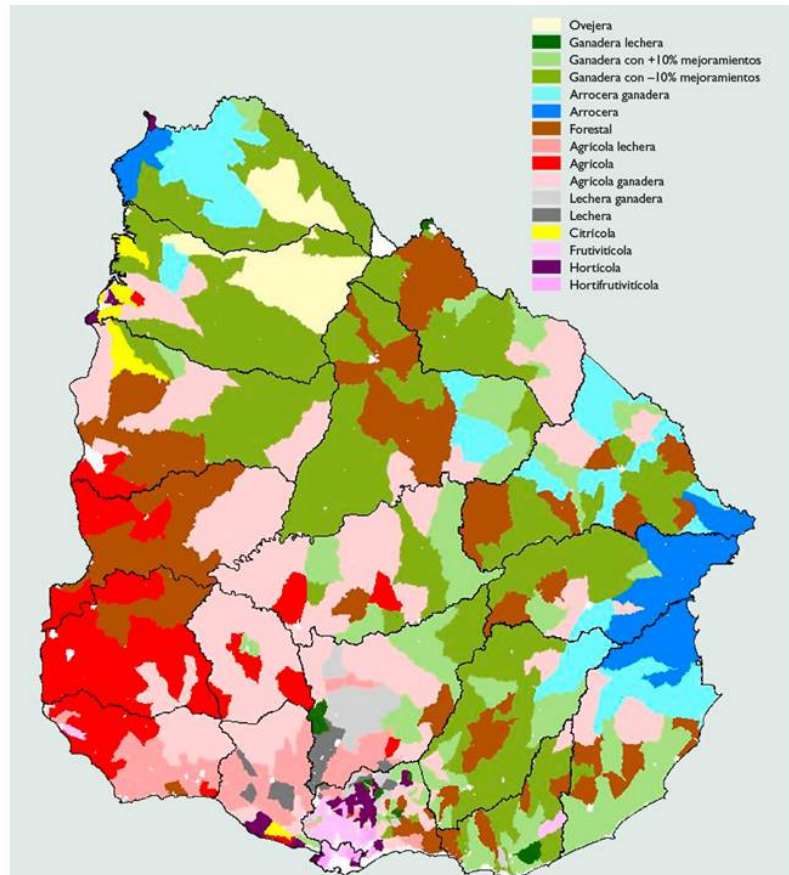 Ovejera
Ganadera lechera
Ganadera con +10% mejoramientos
Ganadera con –10% mejoramientos
Arrocera ganadera
Arrocera
Forestal
Agrícola lechera
Agrícola
Agrícola ganadera
Lechera ganadera
Lechera
Citrícola
Frutivitícola
Hortícola
Hortifrutivitícola